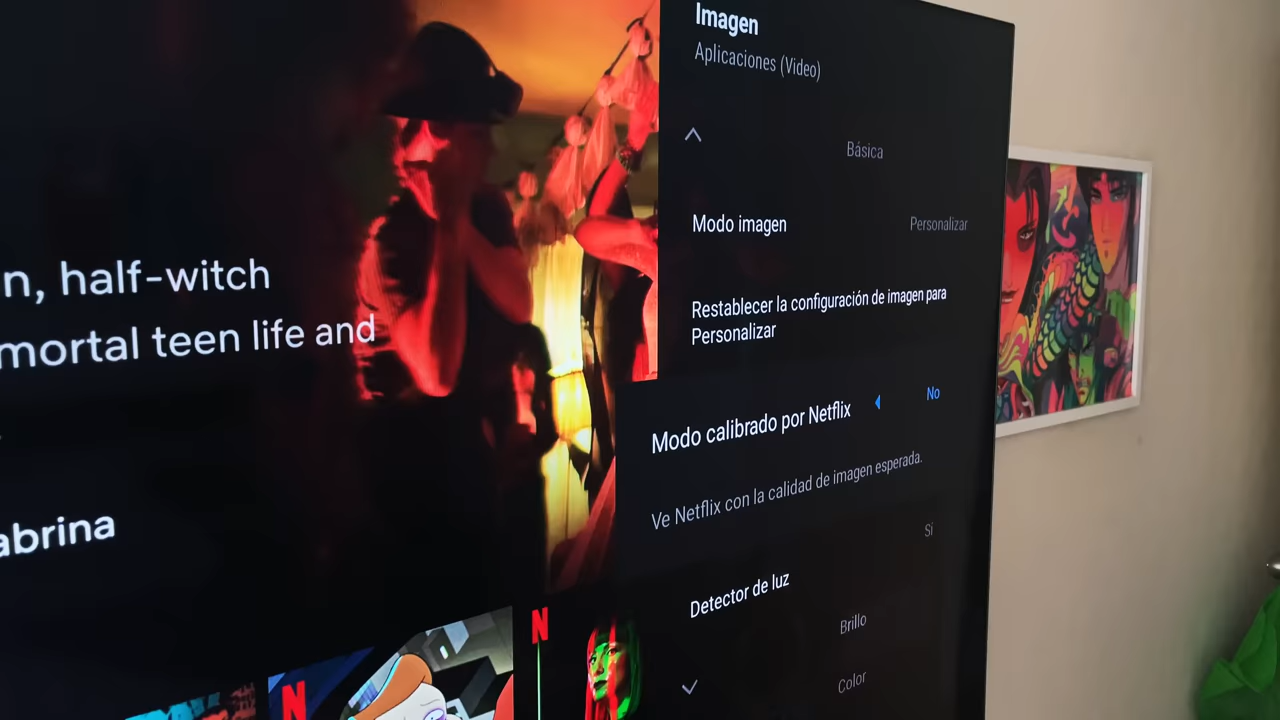 n, half-witch
mortal teen life and
abrina
N
N
Imagen
Aplicaciones (Video)
Básica
Modo imagen
Personalizar
Restablecer la configuración de imagen para
Personalizar
Modo calibrado por Netflix
No
Ve Netflix con la calidad de imagen esperada.
Sí
Detector de luz
Brillo
Color